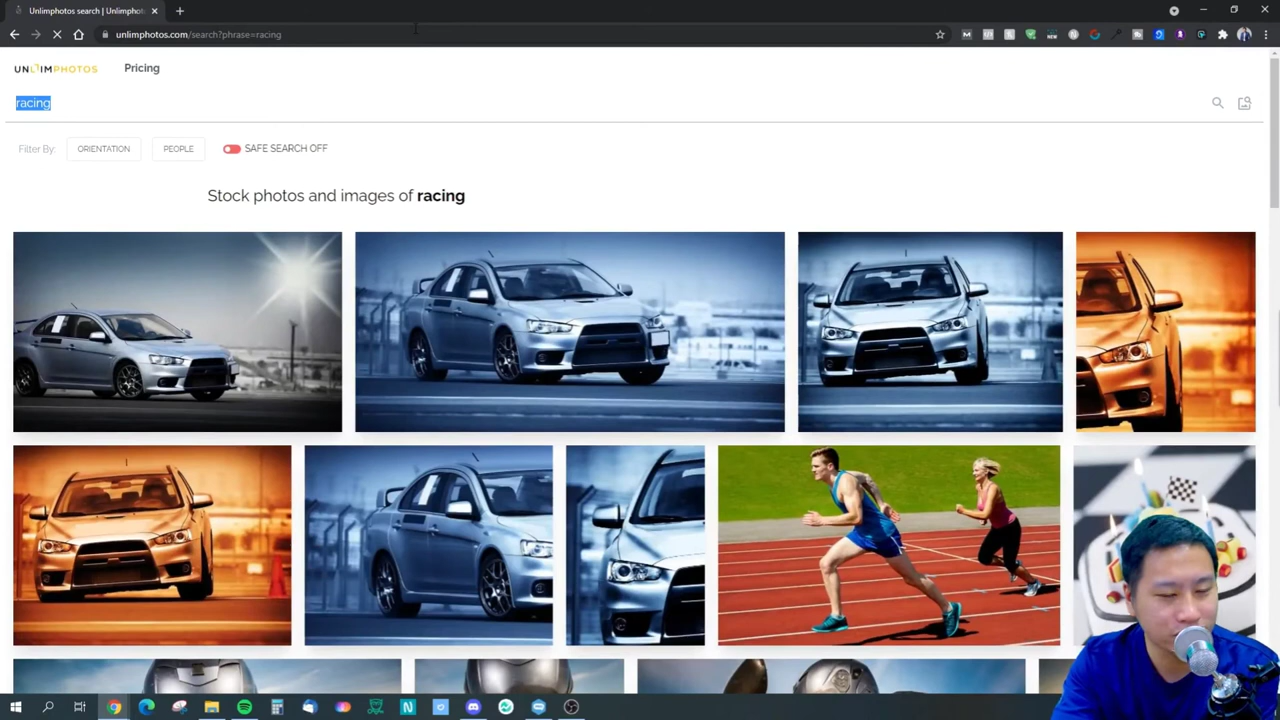 Unlimphotos search | Unlimphoto
unlimphotos.com/search?phrase=racing
UNLIMPHOTOS
Pricing
racing
Filter By:
ORIENTATION
PEOPLE
SAFE SEARCH OFF
Stock photos and images of racing